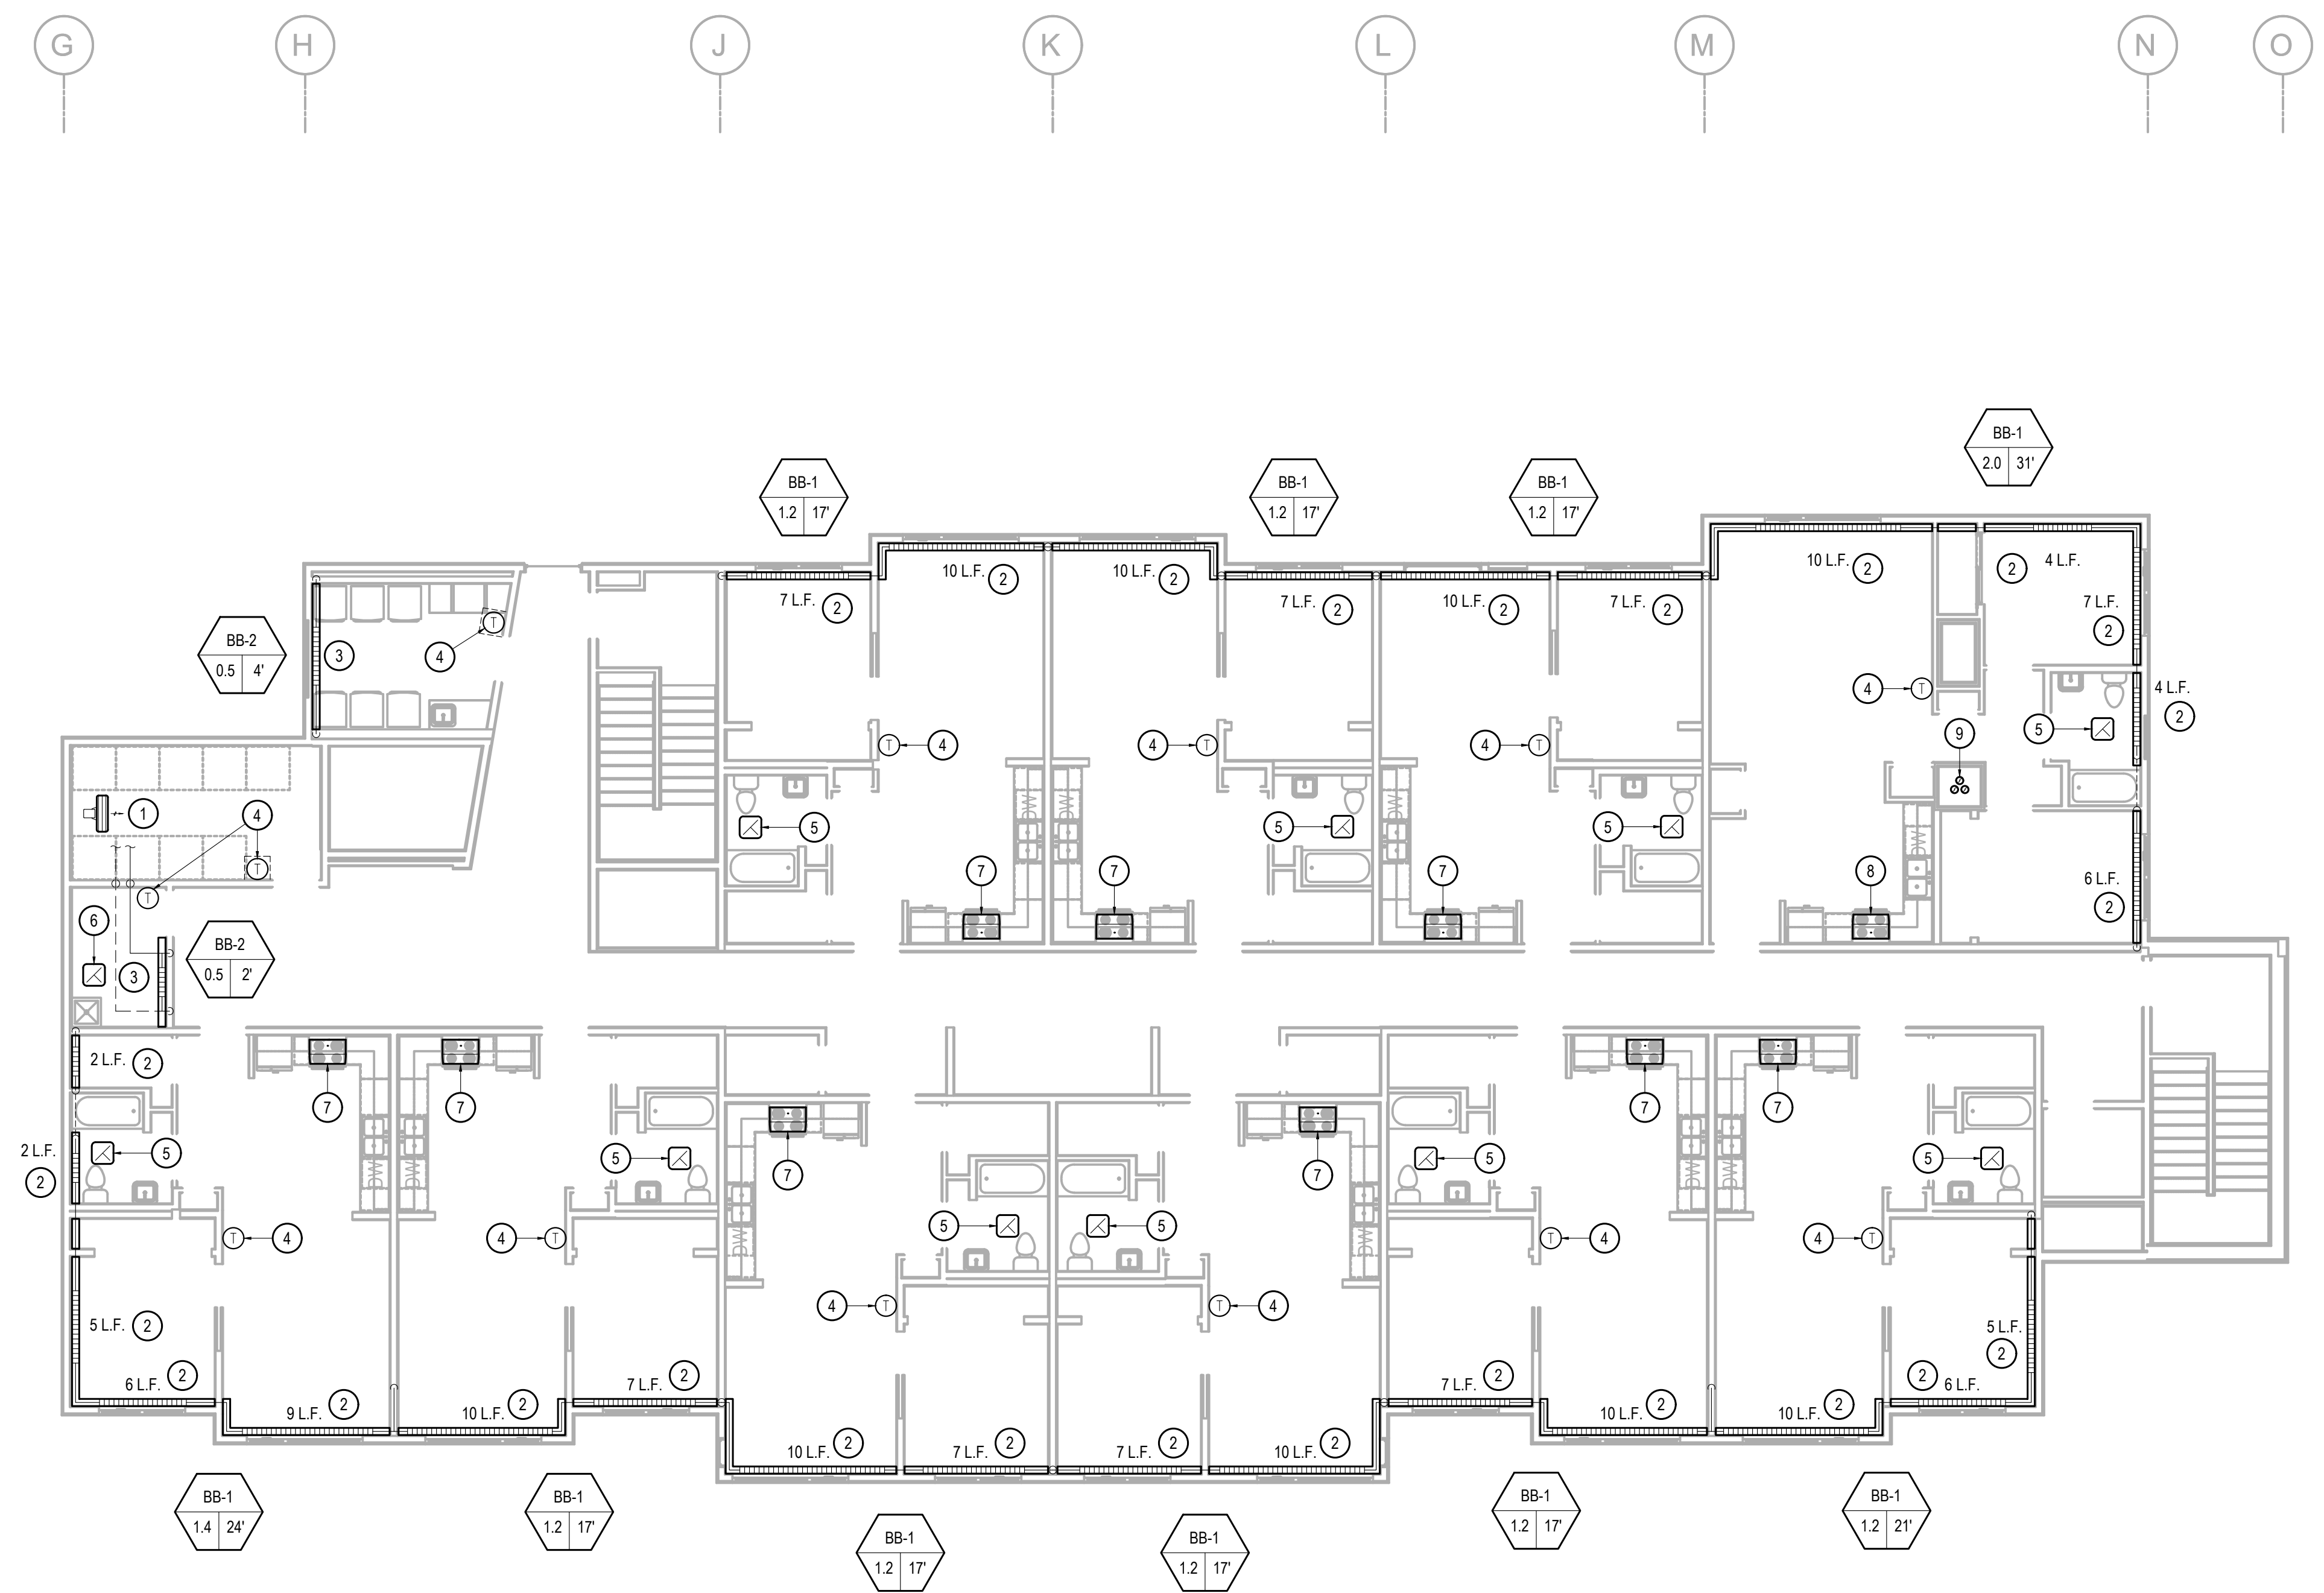 G H J K L M N O
BB-1
2.0 31'
BB-1
1.2 17'
BB-1
1.2 17'
BB-1
1.2 17'
10 L.F. 2
2 4 L.F.
10 L.F. 2
10 L.F. 2
7 L.F. 2
7 L.F. 2
10 L.F. 2
7 L.F. 2
7 L.F.
2
T
BB-2
0.5 4'
3
4
4 T
4 L.F.
2
5
9
T 4
4 T
4 T
1
4
5
5
5
T
T
7
7
7
8
6 L.F.
2
6
BB-2
0.5 2'
3
2 L.F. 2
7
7
7
7
2 L.F.
2
5
5
7
7
5
5
5
5
T 4
4 T
T 4
4 T
4 T
T 4
5 L.F. 2
5 L.F.
2
6 L.F. 2
7 L.F. 2
7 L.F. 2
2 6 L.F.
9 L.F. 2
10 L.F. 2
10 L.F. 2
10 L.F. 2
10 L.F. 2
7 L.F. 2
7 L.F. 2
10 L.F. 2
BB-1
1.4 24'
BB-1
1.2 17'
BB-1
1.2 17'
BB-1
1.2 17'
BB-1
1.2 17'
BB-1
1.2 21'